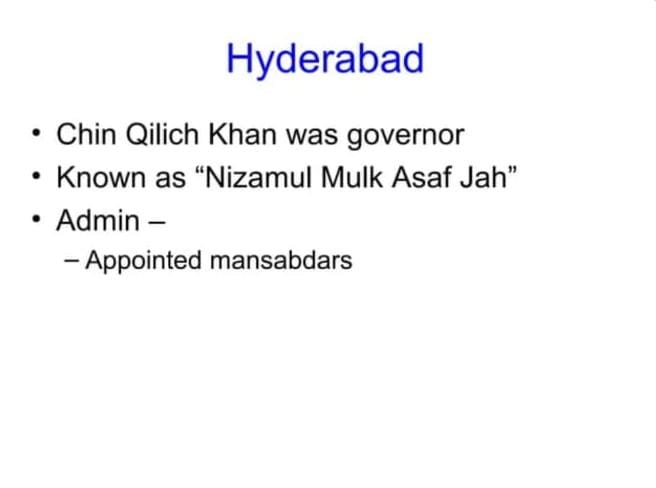 Hyderabad
• Chin Qilich Khan was governor
• Known as “Nizamul Mulk Asaf Jah”
• Admin –
– Appointed mansabdars